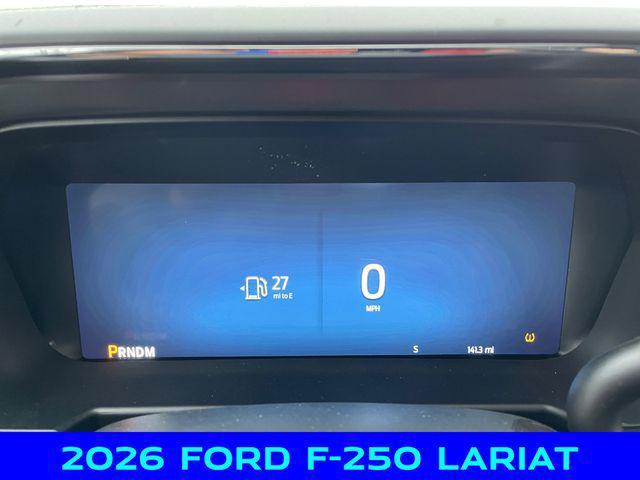 27
mi to E
0
MPH
PRNDM
S
141.3 mi
2026 FORD F-250 LARIAT